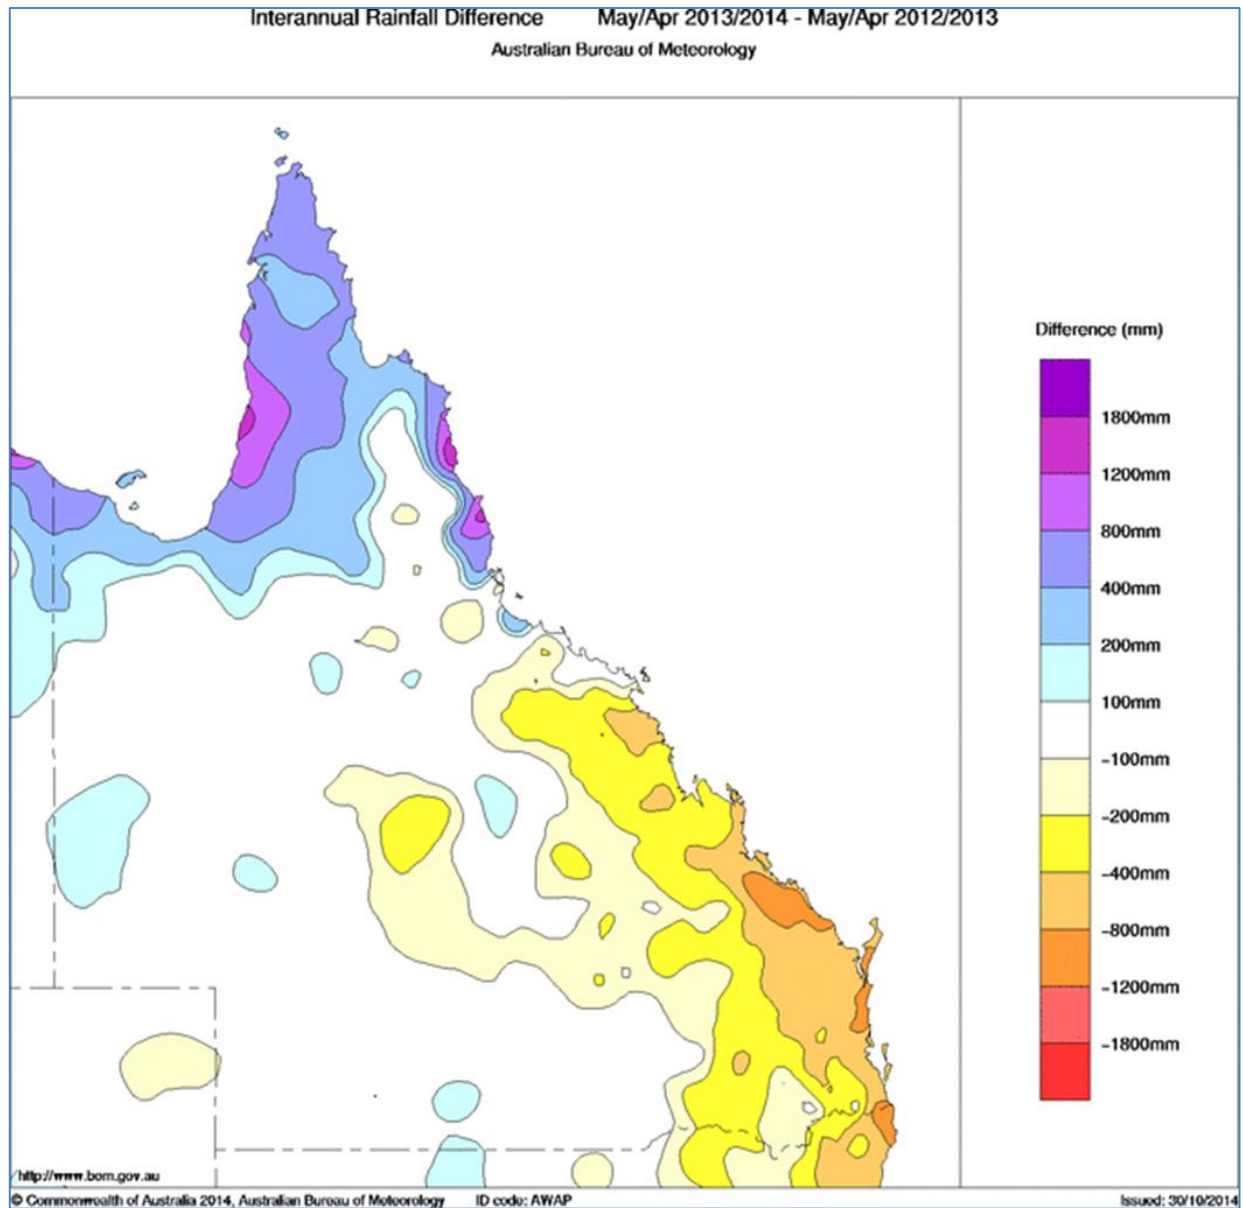 Interannual Rainfall Difference May/Apr 2013/2014 - May/Apr 2012/2013
Australian Bureau of Meteorology
Difference (mm)
1800mm
1200mm
800mm
400mm
200mm
100mm
-100mm
-200mm
-400mm
-800mm
-1200mm
-1800mm
http://www.bom.gov.au
© Commonwealth of Australia 2014, Australian Bureau of Meteorology ID code: AWAP Issued: 30/10/2014